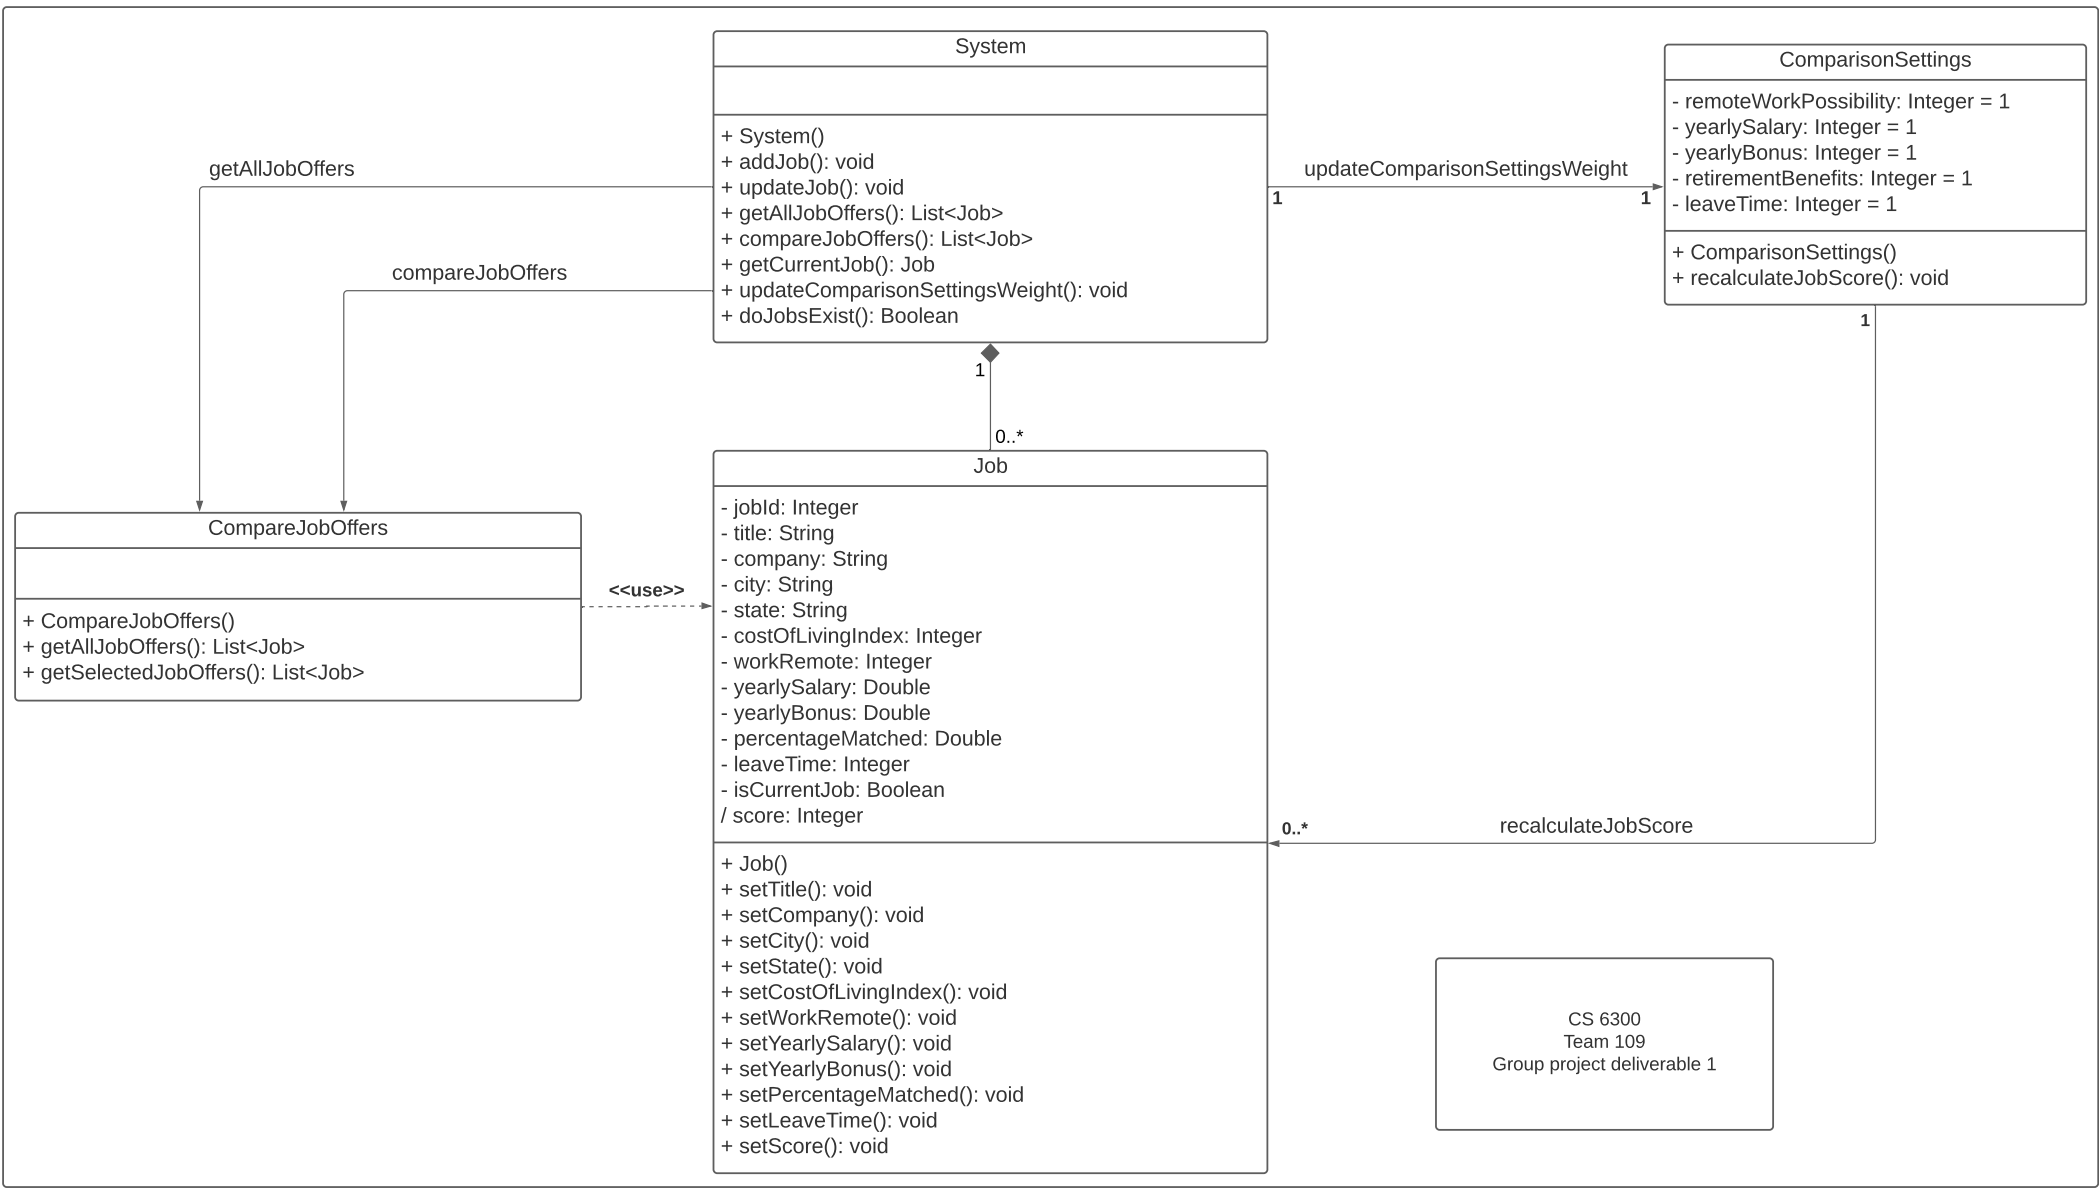 System
+ System()
+ addJob(): void
+ updateJob(): void
+ getAllJobOffers(): List<Job>
+ compareJobOffers(): List<Job>
+ getCurrentJob(): Job
+ updateComparisonSettingsWeight(): void
+ doJobsExist(): Boolean
ComparisonSettings
- remoteWorkPossibility: Integer = 1
- yearlySalary: Integer = 1
- yearlyBonus: Integer = 1
- retirementBenefits: Integer = 1
- leaveTime: Integer = 1
+ ComparisonSettings()
+ recalculateJobScore(): void
getAllJobOffers
compareJobOffers
updateComparisonSettingsWeight
1
1
1
1
0..*
CompareJobOffers
+ CompareJobOffers()
+ getAllJobOffers(): List<Job>
+ getSelectedJobOffers(): List<Job>
<<use>>
Job
- jobId: Integer
- title: String
- company: String
- city: String
- state: String
- costOfLivingIndex: Integer
- workRemote: Integer
- yearlySalary: Double
- yearlyBonus: Double
- percentageMatched: Double
- leaveTime: Integer
- isCurrentJob: Boolean
/ score: Integer
+ Job()
+ setTitle(): void
+ setCompany(): void
+ setCity(): void
+ setState(): void
+ setCostOfLivingIndex(): void
+ setWorkRemote(): void
+ setYearlySalary(): void
+ setYearlyBonus(): void
+ setPercentageMatched(): void
+ setLeaveTime(): void
+ setScore(): void
0..*
recalculateJobScore
CS 6300
Team 109
Group project deliverable 1